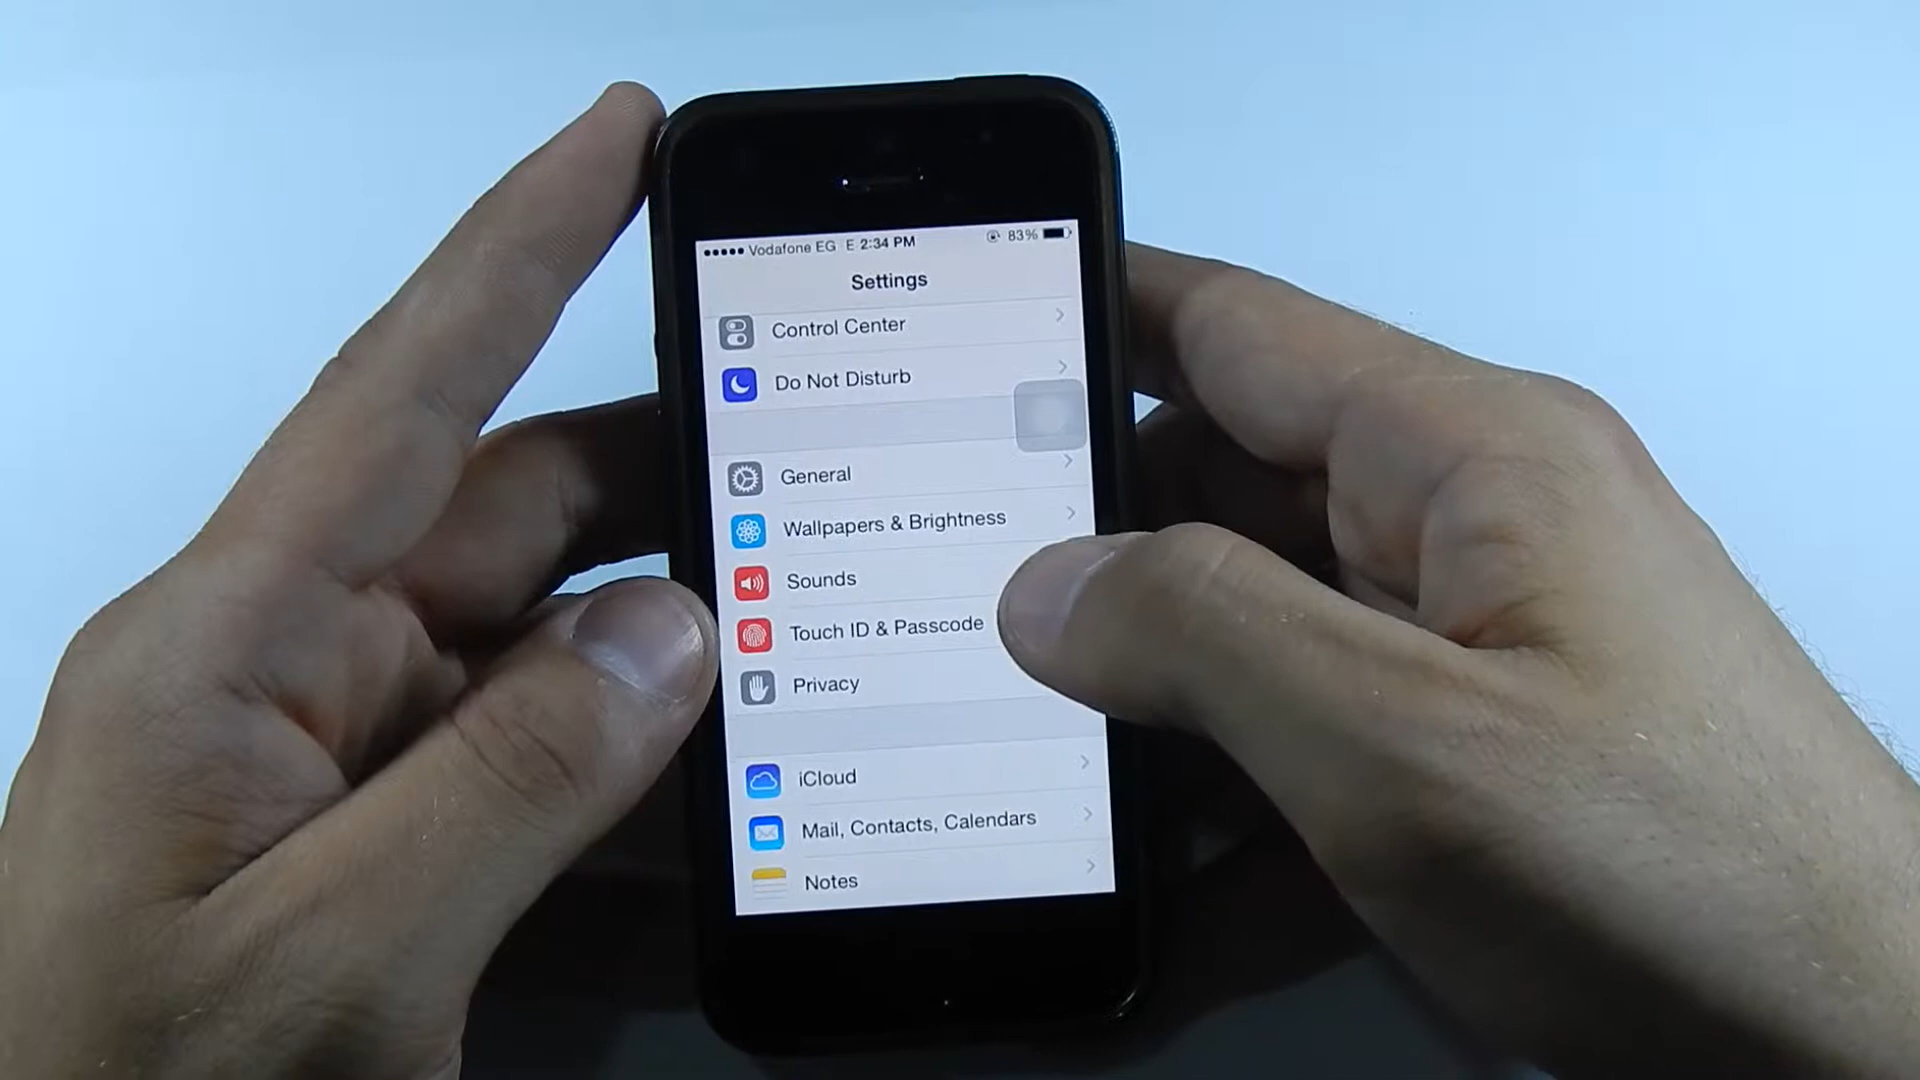 Vodafone EG E 2:34 PM 83%
Settings
Control Center
Do Not Disturb
General
Wallpapers & Brightness
Sounds
Touch ID & Passcode
Privacy
iCloud
Mail, Contacts, Calendars
Notes